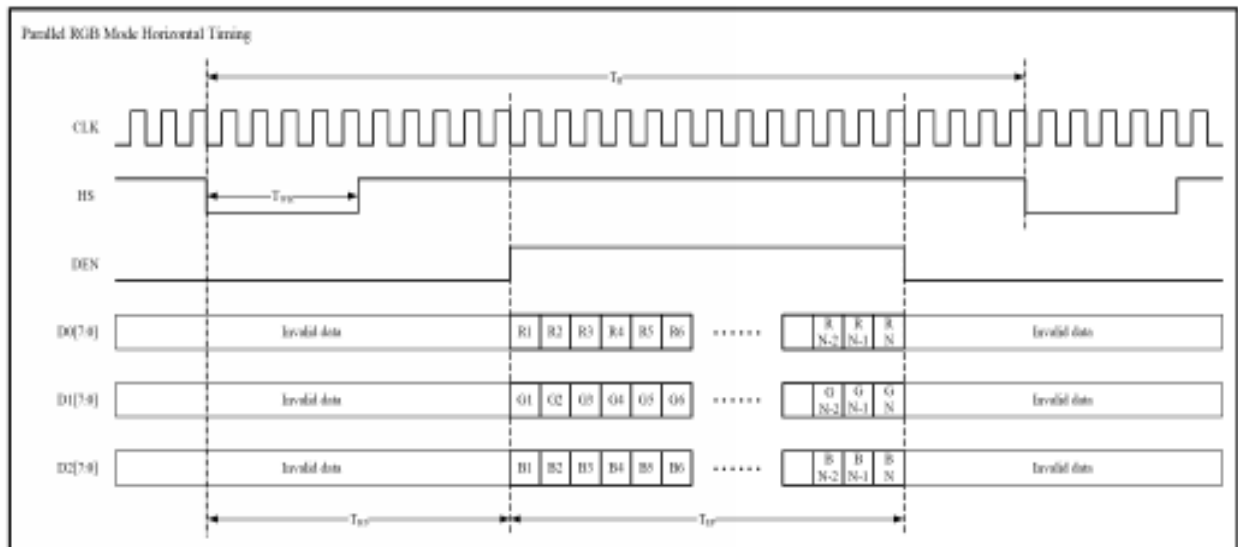 Parallel RGB Mode Horizontal Timing
CLK
HS
DEN
D0[7:0] Invalid data R1 R2 R3 R4 R5 R6 ...... R N-2 R N-1 R N Invalid data
D1[7:0] Invalid data G1 G2 G3 G4 G5 G6 ...... G N-2 G N-1 G N Invalid data
D2[7:0] Invalid data B1 B2 B3 B4 B5 B6 ...... B N-2 B N-1 B N Invalid data